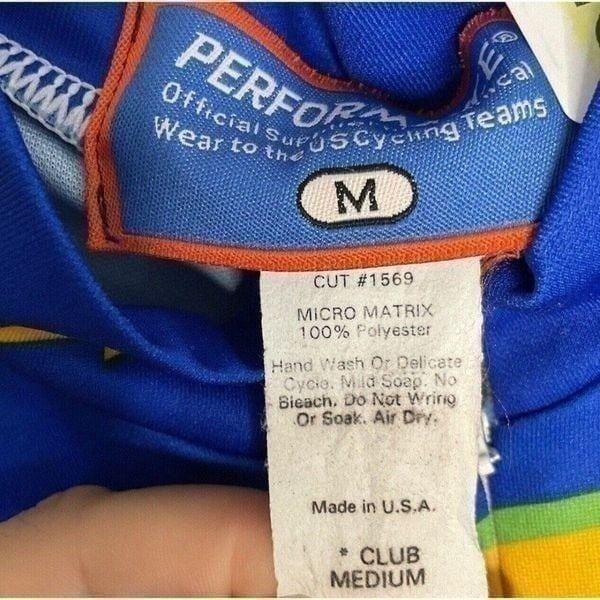 PERFORMANCE®
Official
Wear to the US Cycling Teams
M
CUT #1569
MICRO MATRIX
100% Polyester
Hand Wash Or Delicate
Cycle. Mild Soap. No
Bleach. Do Not Wring
Or Soak. Air Dry.
Made in U.S.A.
* CLUB
MEDIUM